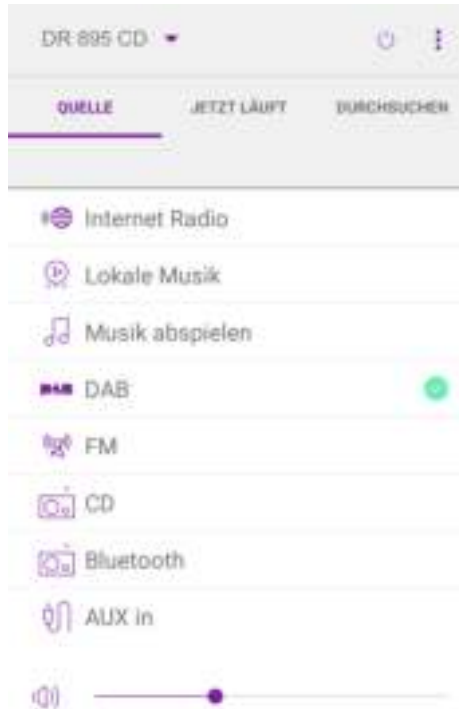 DR 895 CD
QUELLE JETZT LÄUFT DURCHSUCHEN
Internet Radio
Lokale Musik
Musik abspielen
DAB DAB
FM
CD
Bluetooth
AUX in